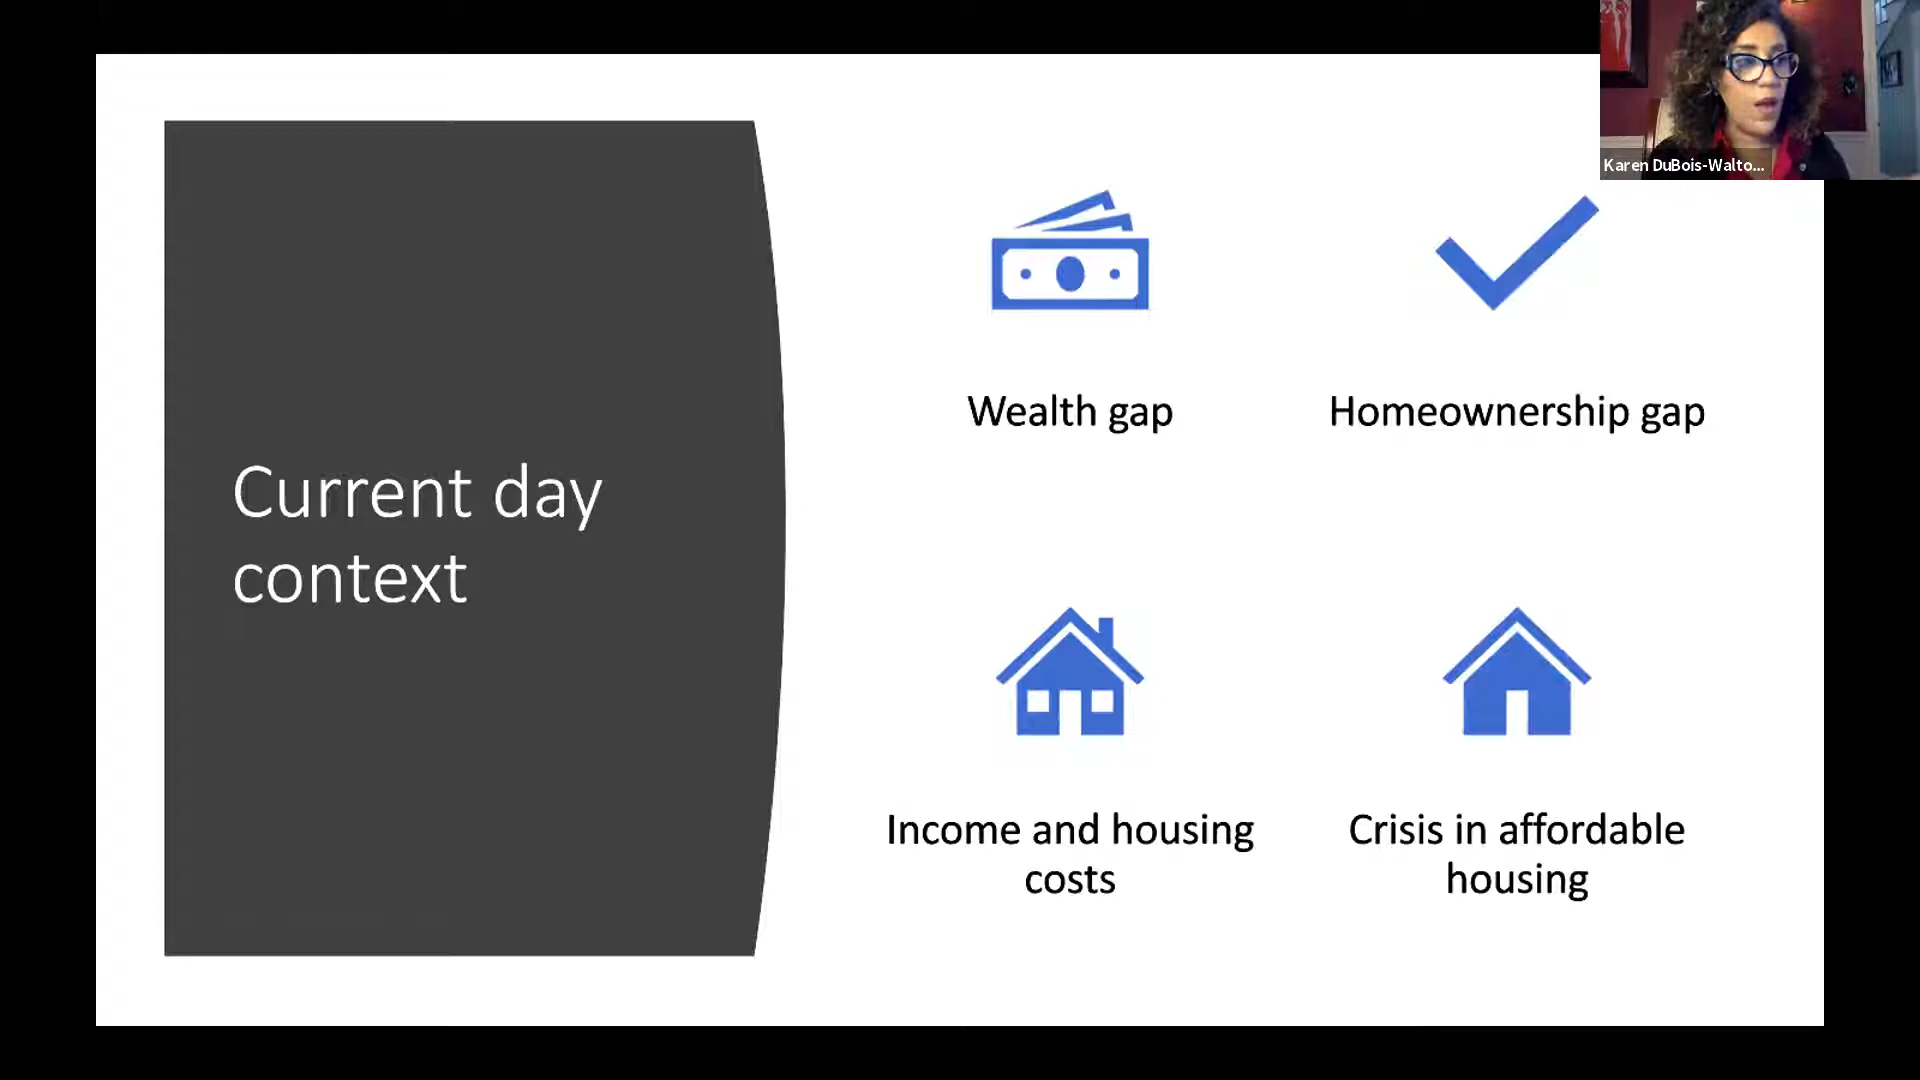 Karen DuBois-Walto...
Current day
context
Wealth gap
Homeownership gap
Income and housing
costs
Crisis in affordable
housing